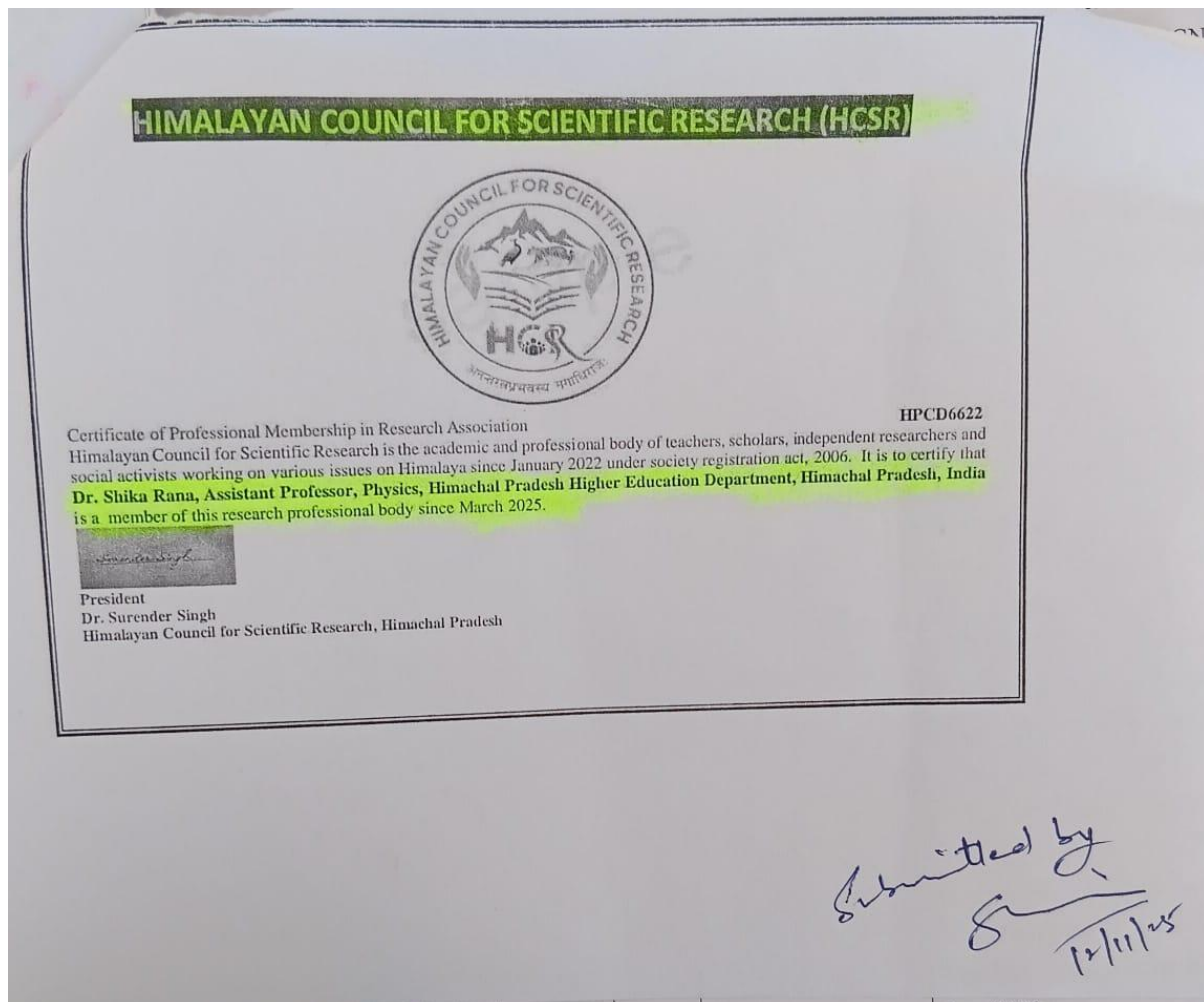 HIMALAYAN COUNCIL FOR SCIENTIFIC RESEARCH (HCSR)
HIMALAYAN COUNCIL FOR SCIENTIFIC RESEARCH
HCSR
HPCD6622
Certificate of Professional Membership in Research Association
Himalayan Council for Scientific Research is the academic and professional body of teachers, scholars, independent researchers and
social activists working on various issues on Himalaya since January 2022 under society registration act, 2006. It is to certify that
Dr. Shika Rana, Assistant Professor, Physics, Himachal Pradesh Higher Education Department, Himachal Pradesh, India
is a member of this research professional body since March 2025.
President
Dr. Surender Singh
Himalayan Council for Scientific Research, Himachal Pradesh
Submitted by
12/11/25